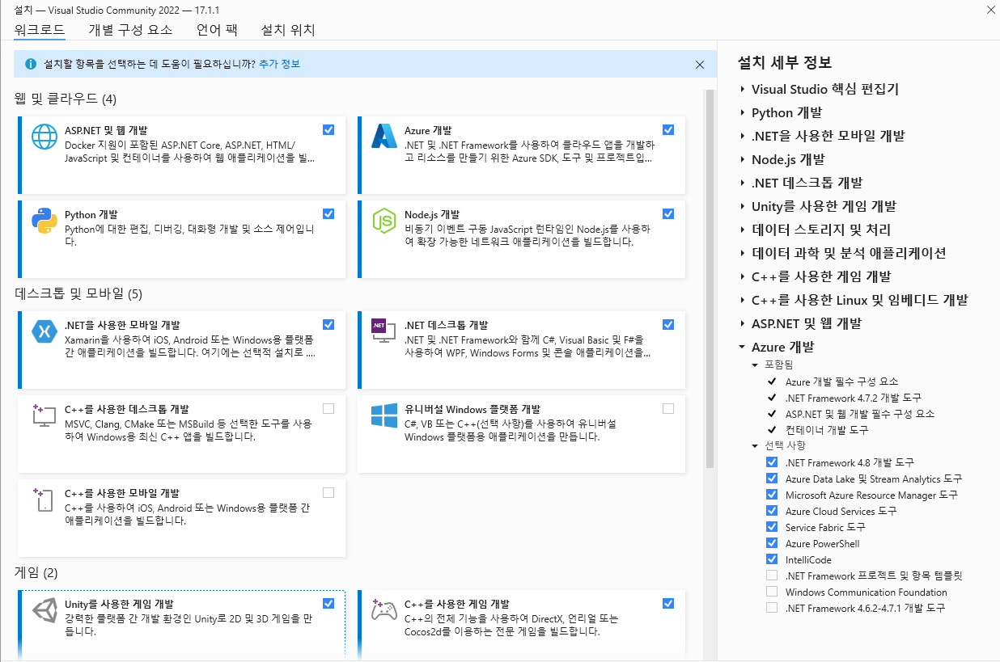 설치 — Visual Studio Community 2022 — 17.1.1
워크로드 개별 구성 요소 언어 팩 설치 위치
설치할 항목을 선택하는 데 도움이 필요하십니까? 추가 정보
웹 및 클라우드 (4)
ASP.NET 및 웹 개발
Docker 지원이 포함된 ASP.NET Core, ASP.NET, HTML/
JavaScript 및 컨테이너를 사용하여 웹 애플리케이션을 빌...
Azure 개발
.NET 및 .NET Framework를 사용하여 클라우드 앱을 개발하
고 리소스를 만들기 위한 Azure SDK, 도구 및 프로젝트입...
Python 개발
Python에 대한 편집, 디버깅, 대화형 개발 및 소스 제어입니
다.
JS
Node.js 개발
비동기 이벤트 구동 JavaScript 런타임인 Node.js를 사용하
여 확장 가능한 네트워크 애플리케이션을 빌드합니다.
데스크톱 및 모바일 (5)
.NET을 사용한 모바일 개발
Xamarin을 사용하여 iOS, Android 또는 Windows용 플랫폼
간 애플리케이션을 빌드합니다. 여기에는 선택적 설치로 ....
.NET
.NET 데스크톱 개발
.NET 및 .NET Framework와 함께 C#, Visual Basic 및 F#을
사용하여 WPF, Windows Forms 및 콘솔 애플리케이션을...
C++를 사용한 데스크톱 개발
MSVC, Clang, CMake 또는 MSBuild 등 선택한 도구를 사용
하여 Windows용 최신 C++ 앱을 빌드합니다.
유니버설 Windows 플랫폼 개발
C#, VB 또는 C++(선택 사항)를 사용하여 유니버설
Windows 플랫폼용 애플리케이션을 만듭니다.
C++를 사용한 모바일 개발
C++를 사용하여 iOS, Android 또는 Windows용 플랫폼 간
애플리케이션을 빌드합니다.
게임 (2)
Unity를 사용한 게임 개발
강력한 플랫폼 간 개발 환경인 Unity로 2D 및 3D 게임을 만
듭니다.
C++를 사용한 게임 개발
C++의 전체 기능을 사용하여 DirectX, 언리얼 또는
Cocos2d를 이용하는 전문 게임을 빌드합니다.
설치 세부 정보
Visual Studio 핵심 편집기
Python 개발
.NET을 사용한 모바일 개발
Node.js 개발
.NET 데스크톱 개발
Unity를 사용한 게임 개발
데이터 스토리지 및 처리
데이터 과학 및 분석 애플리케이션
C++를 사용한 게임 개발
C++를 사용한 Linux 및 임베디드 개발
ASP.NET 및 웹 개발
Azure 개발
포함됨
Azure 개발 필수 구성 요소
.NET Framework 4.7.2 개발 도구
ASP.NET 및 웹 개발 필수 구성 요소
컨테이너 개발 도구
선택 사항
.NET Framework 4.8 개발 도구
Azure Data Lake 및 Stream Analytics 도구
Microsoft Azure Resource Manager 도구
Azure Cloud Services 도구
Service Fabric 도구
Azure PowerShell
IntelliCode
.NET Framework 프로젝트 및 항목 템플릿
Windows Communication Foundation
.NET Framework 4.6.2-4.7.1 개발 도구